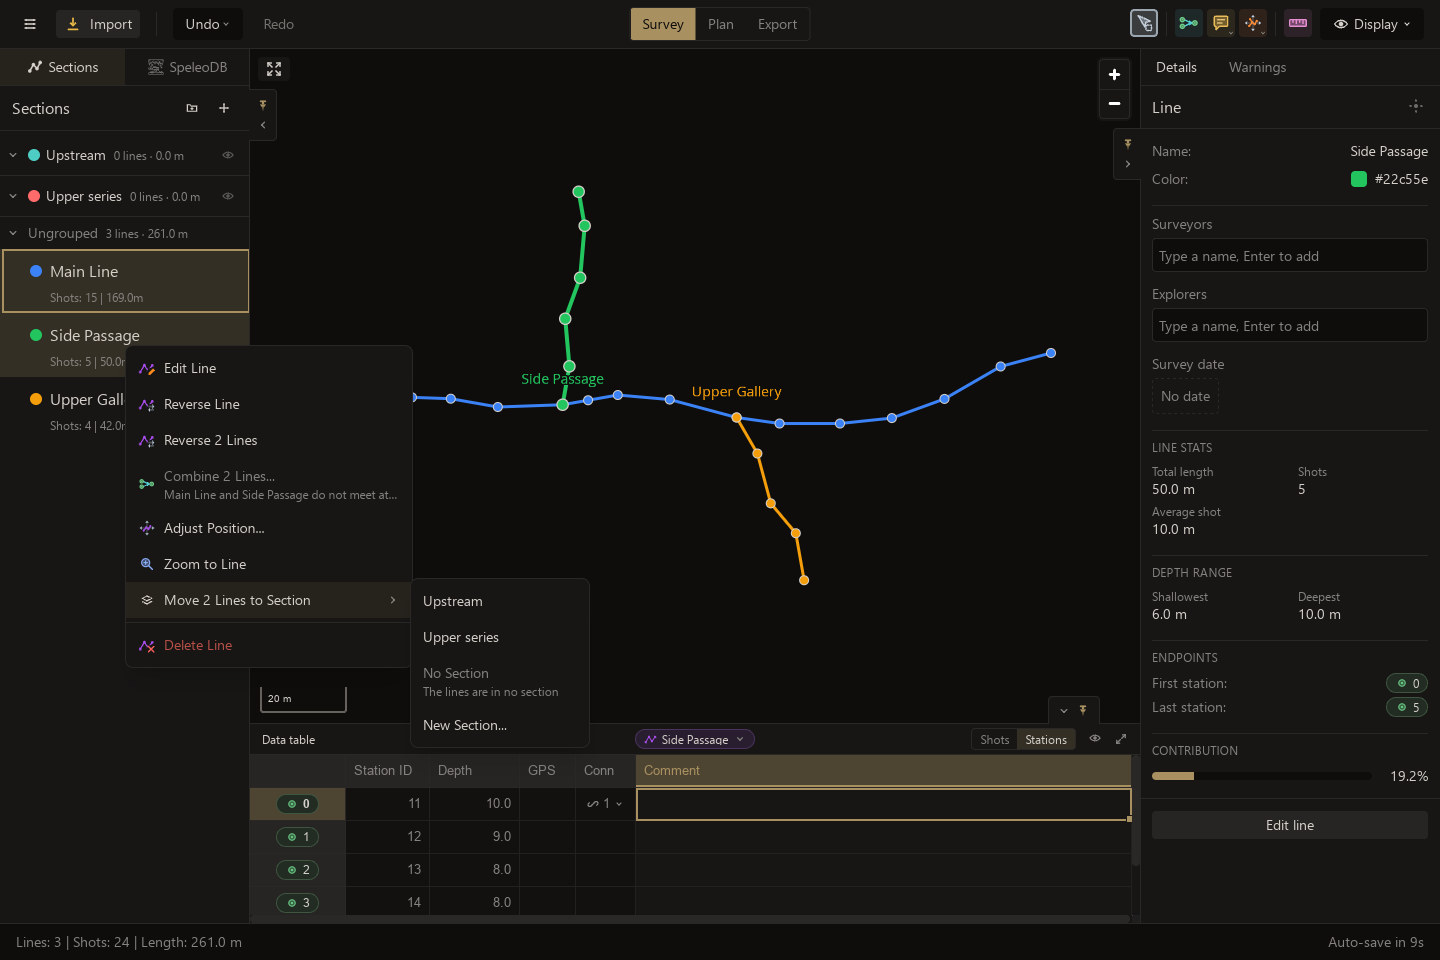 Import
Undo
Redo
Survey
Plan
Export
Display
Sections
SpeleoDB
Details
Warnings
Sections
Line
Upstream 0 lines · 0.0 m
Upper series 0 lines · 0.0 m
Ungrouped 3 lines · 261.0 m
Main Line
Shots: 15 | 169.0m
Side Passage
Shots: 5 | 50.0m
Upper Gall
Shots: 4 | 42.0m
Edit Line
Reverse Line
Reverse 2 Lines
Combine 2 Lines...
Main Line and Side Passage do not meet at...
Adjust Position...
Zoom to Line
Move 2 Lines to Section
Delete Line
Upstream
Upper series
No Section
The lines are in no section
New Section...
Side Passage
Upper Gallery
20 m
Name: Side Passage
Color: #22c55e
Surveyors
Type a name, Enter to add
Explorers
Type a name, Enter to add
Survey date
No date
LINE STATS
Total length Shots
50.0 m 5
Average shot
10.0 m
DEPTH RANGE
Shallowest Deepest
6.0 m 10.0 m
ENDPOINTS
First station: 0
Last station: 5
CONTRIBUTION
19.2%
Edit line
Data table
Side Passage
Shots
Stations
Station ID Depth GPS Conn Comment
0 11 10.0 1
1 12 9.0
2 13 8.0
3 14 8.0
Lines: 3 | Shots: 24 | Length: 261.0 m
Auto-save in 9s